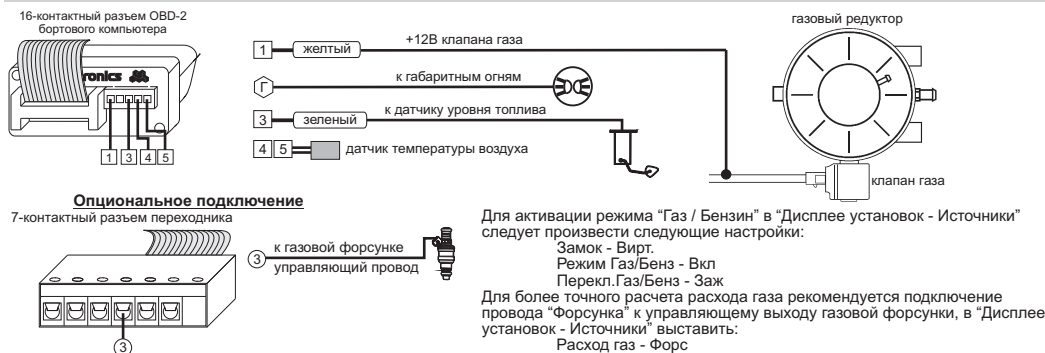 16-контактный разъем OBD-2
бортового компьютера
ronics
1 3 4 5
1 желтый +12В клапана газа
Г к габаритным огням
3 зеленый к датчику уровня топлива
4 5 датчик температуры воздуха
газовый редуктор
клапан газа
Опциональное подключение
7-контактный разъем переходника
3
3 к газовой форсунке
управляющий провод
Для активации режима “Газ / Бензин” в “Дисплее установок - Источники”
следует произвести следующие настройки:
Замок - Вирт.
Режим Газ/Бенз - Вкл
Перекл.Газ/Бенз - Заж
Для более точного расчета расхода газа рекомендуется подключение
провода “Форсунка” к управляющему выходу газовой форсунки, в “Дисплее
установок - Источники” выставить:
Расход газ - Форс